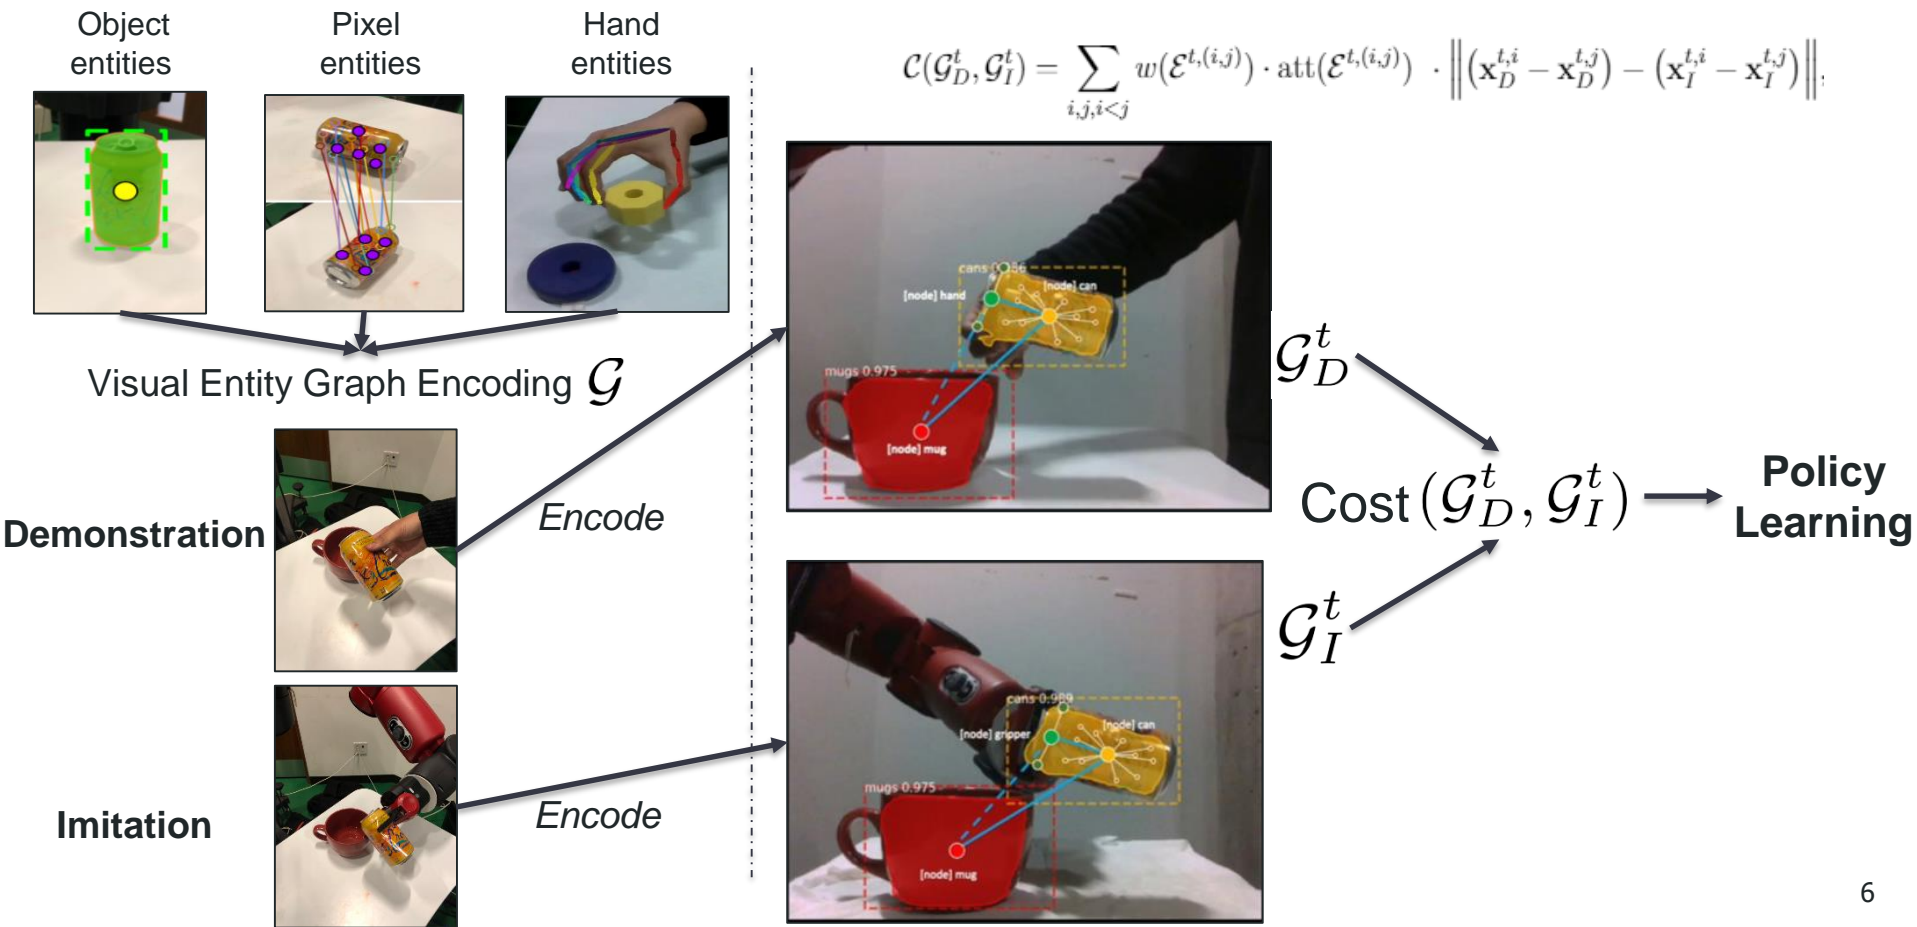 Object
entities
Pixel
entities
Hand
entities
𝒞(𝒢_D^t, 𝒢_I^t) = ∑_{i,j,i<j} w(ℰ^{t,(i,j)}) · att(ℰ^{t,(i,j)}) · ‖(x_D^{t,i} − x_D^{t,j}) − (x_I^{t,i} − x_I^{t,j})‖,
Visual Entity Graph Encoding 𝒢
Demonstration
Encode
Imitation
Encode
[node] can
[node] hand
mugs 0.975
[node] mug
𝒢_D^t
Cost(𝒢_D^t, 𝒢_I^t)
Policy
Learning
𝒢_I^t
cans 0.989
[node] can
[node] gripper
mugs 0.975
[node] mug
6